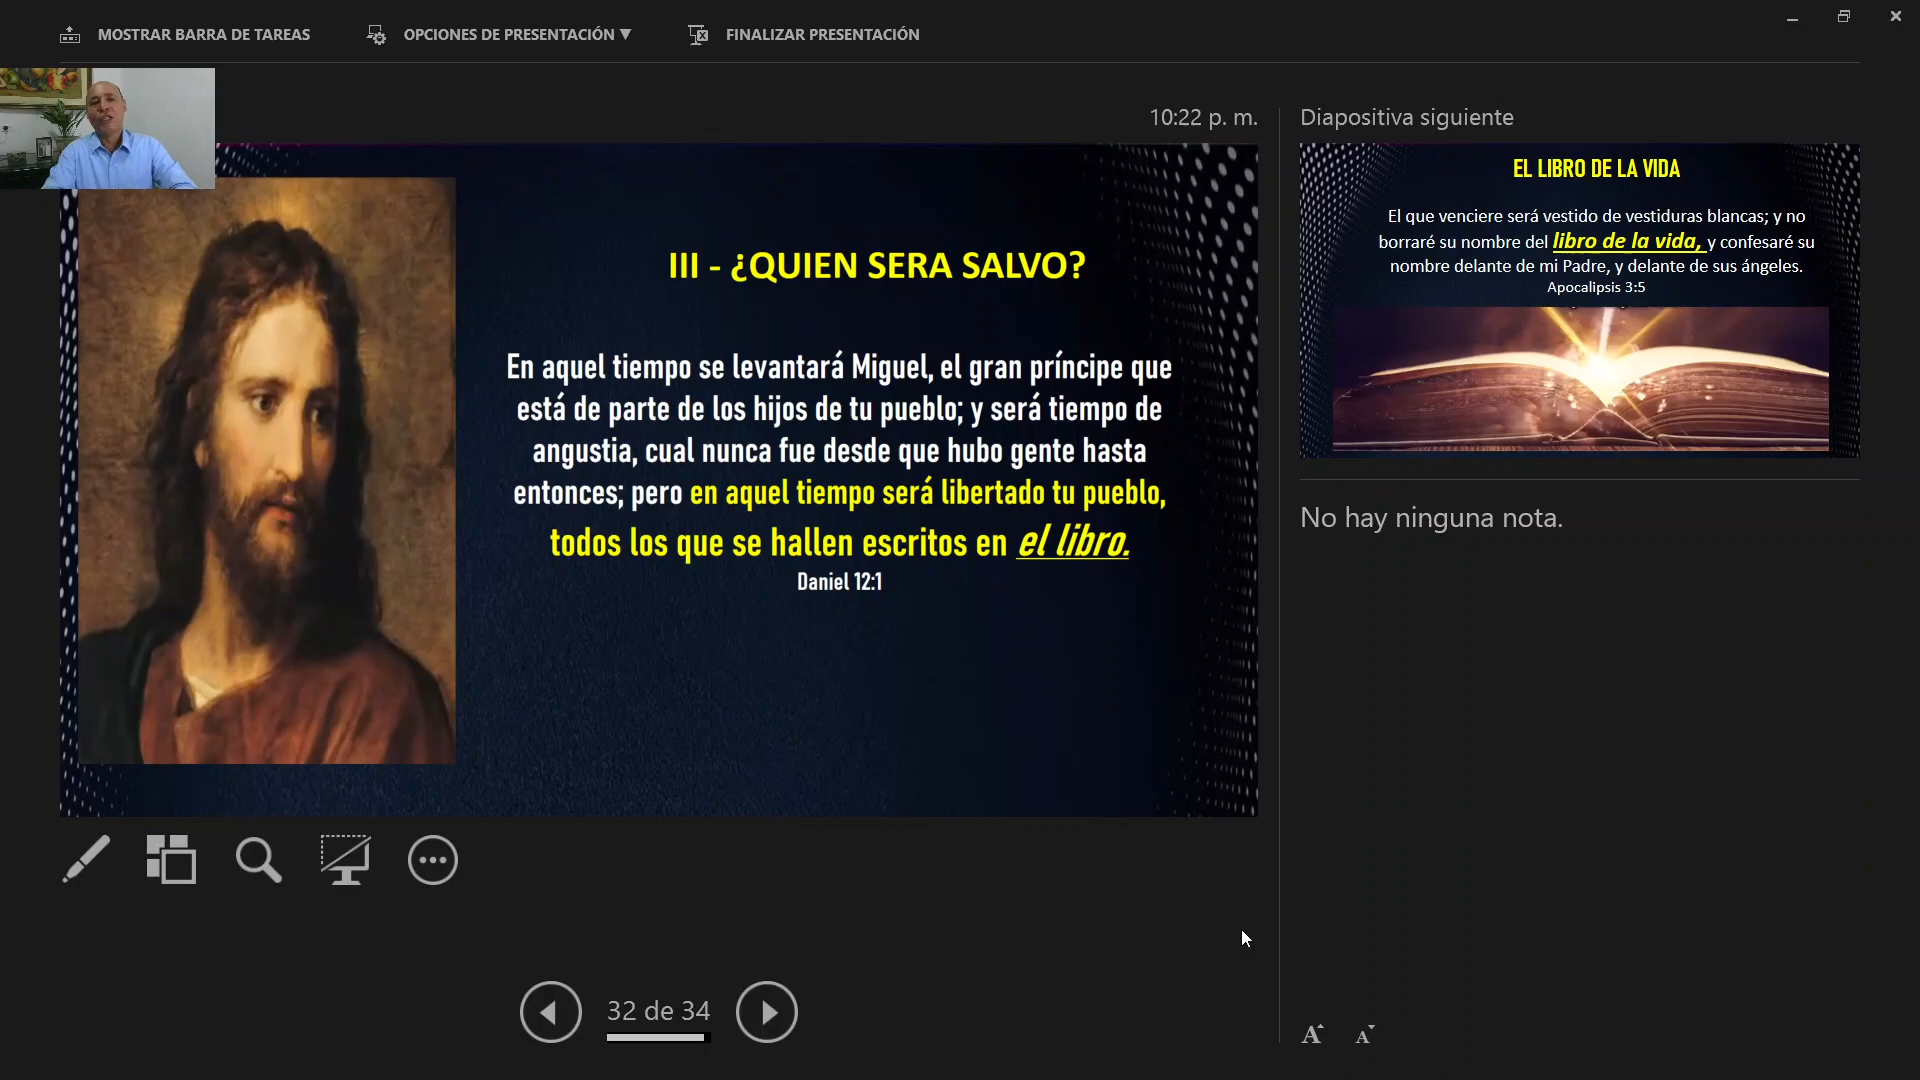 MOSTRAR BARRA DE TAREAS
OPCIONES DE PRESENTACIÓN ▼
FINALIZAR PRESENTACIÓN
10:22 p. m.
III - ¿QUIEN SERA SALVO?
En aquel tiempo se levantará Miguel, el gran príncipe que
está de parte de los hijos de tu pueblo; y será tiempo de
angustia, cual nunca fue desde que hubo gente hasta
entonces; pero en aquel tiempo será libertado tu pueblo,
todos los que se hallen escritos en el libro.
Daniel 12:1
32 de 34
Diapositiva siguiente
EL LIBRO DE LA VIDA
El que venciere será vestido de vestiduras blancas; y no
borraré su nombre del libro de la vida, y confesaré su
nombre delante de mi Padre, y delante de sus ángeles.
Apocalipsis 3:5
No hay ninguna nota.
A A